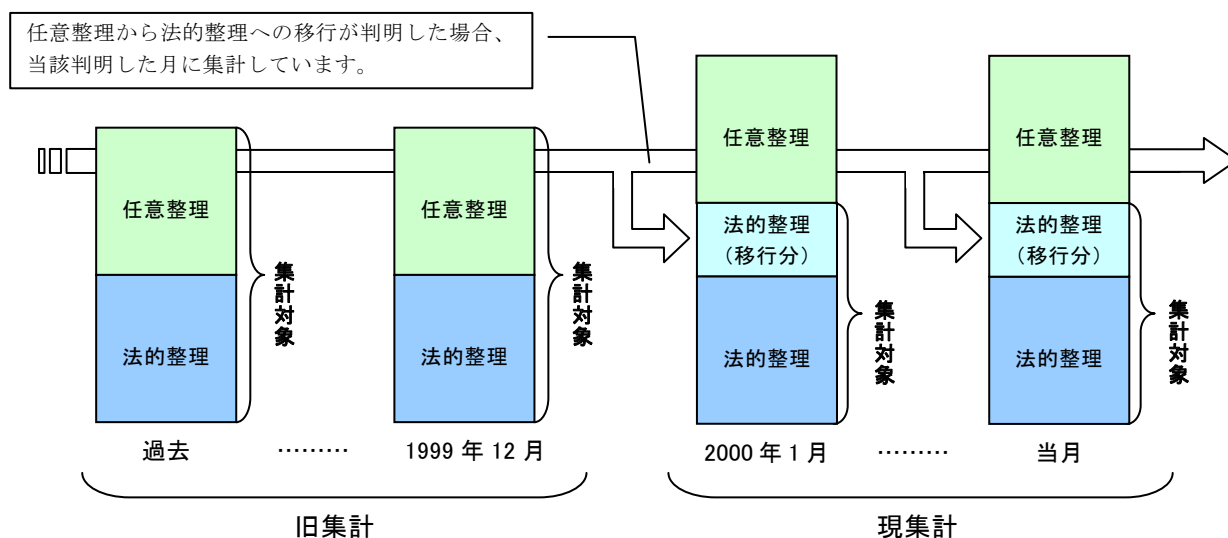 任意整理から法的整理への移行が判明した場合、
当該判明した月に集計しています。
任意整理
法的整理
集計対象
過去
………
任意整理
法的整理
集計対象
1999 年 12 月
任意整理
法的整理
（移行分）
法的整理
集計対象
2000 年 1 月
………
任意整理
法的整理
（移行分）
法的整理
集計対象
当月
旧集計
現集計